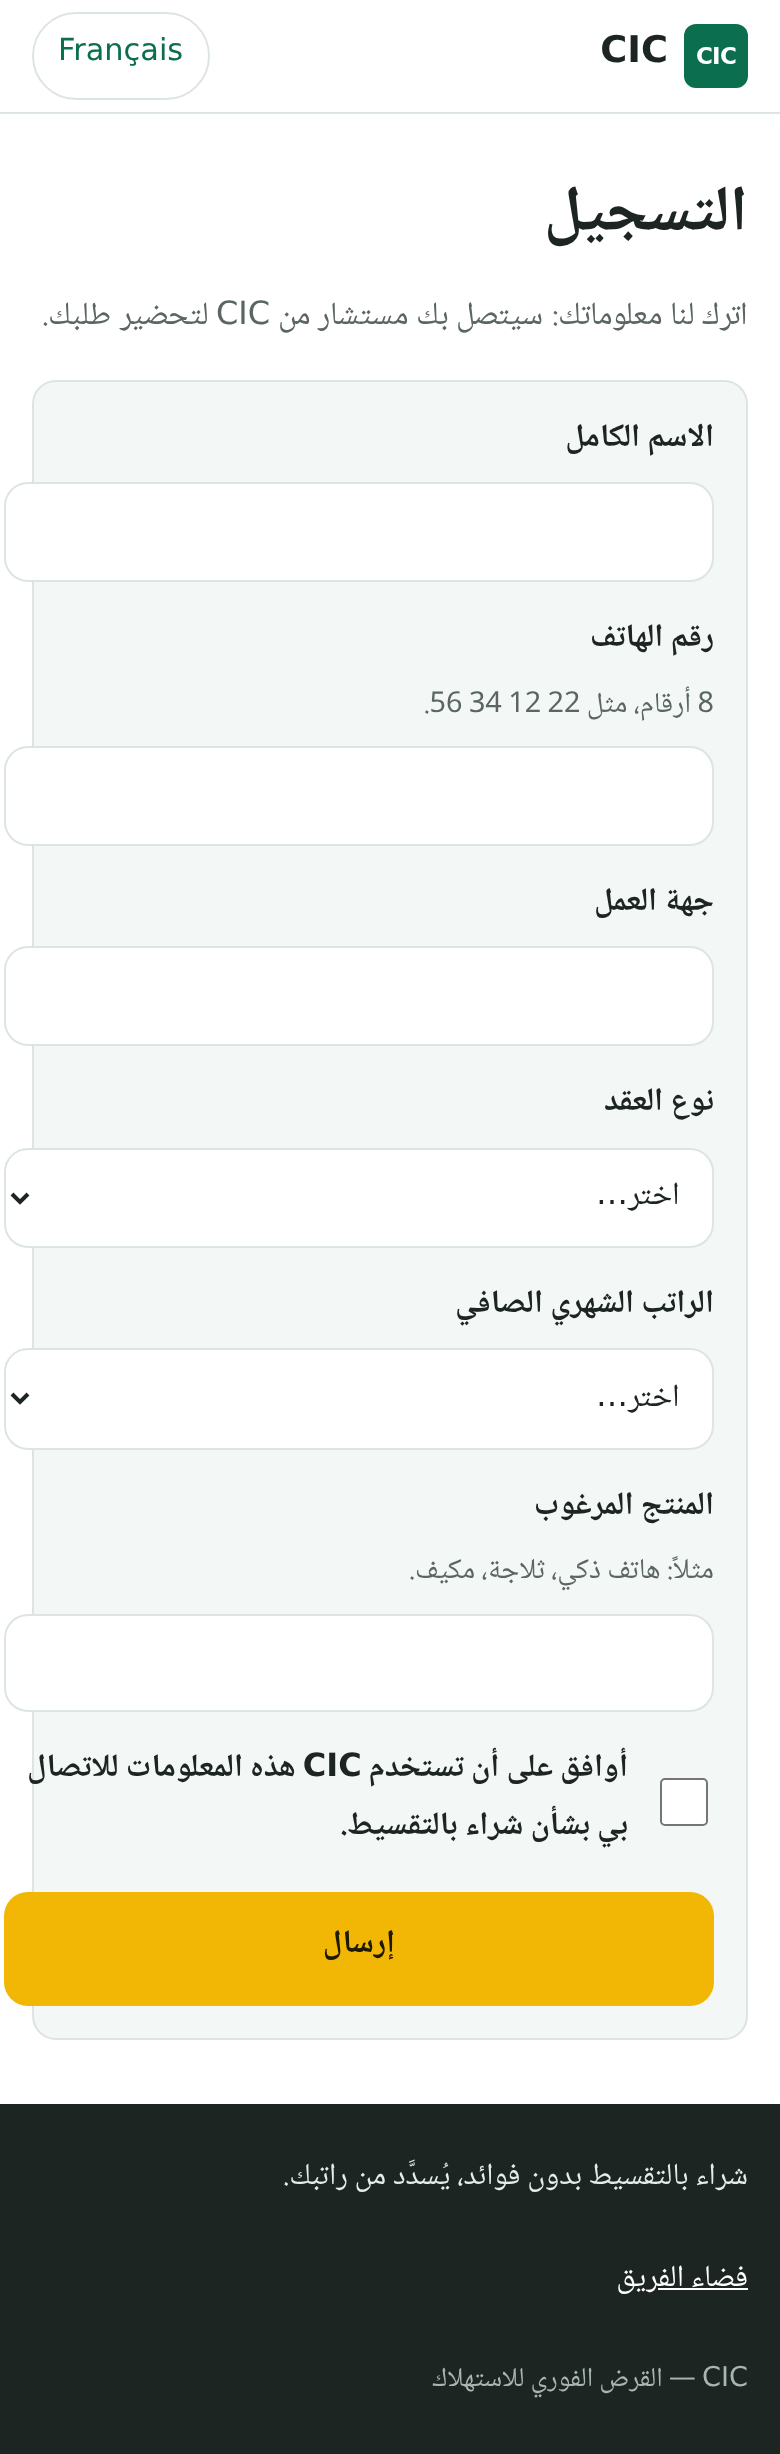 CIC
CIC
Français
التسجيل
اترك لنا معلوماتك: سيتصل بك مستشار من CIC لتحضير طلبك.
الاسم الكامل
رقم الهاتف
8 أرقام، مثل 22 12 34 56.
جهة العمل
نوع العقد
اختر…
الراتب الشهري الصافي
اختر…
المنتج المرغوب
مثلاً: هاتف ذكي، ثلاجة، مكيف.
أوافق على أن تستخدم CIC هذه المعلومات للاتصال
بي بشأن شراء بالتقسيط.
إرسال
شراء بالتقسيط بدون فوائد، يُسدَّد من راتبك.
فضاء الفريق
CIC — القرض الفوري للاستهلاك